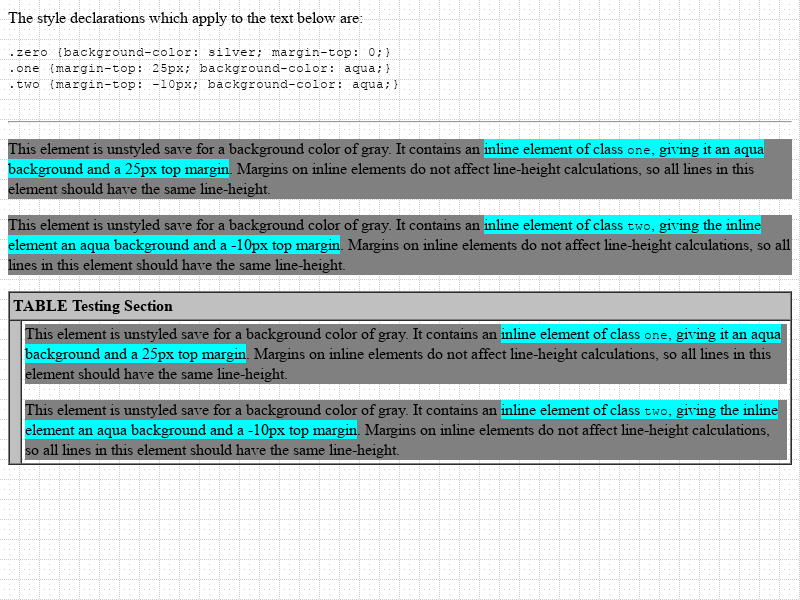 The style declarations which apply to the text below are:
.zero {background-color: silver; margin-top: 0;}
.one {margin-top: 25px; background-color: aqua;}
.two {margin-top: -10px; background-color: aqua;}
This element is unstyled save for a background color of gray. It contains an inline element of class one, giving it an aqua
background and a 25px top margin. Margins on inline elements do not affect line-height calculations, so all lines in this
element should have the same line-height.
This element is unstyled save for a background color of gray. It contains an inline element of class two, giving the inline
element an aqua background and a -10px top margin. Margins on inline elements do not affect line-height calculations, so all
lines in this element should have the same line-height.
TABLE Testing Section
This element is unstyled save for a background color of gray. It contains an inline element of class one, giving it an aqua
background and a 25px top margin. Margins on inline elements do not affect line-height calculations, so all lines in this
element should have the same line-height.
This element is unstyled save for a background color of gray. It contains an inline element of class two, giving the inline
element an aqua background and a -10px top margin. Margins on inline elements do not affect line-height calculations,
so all lines in this element should have the same line-height.